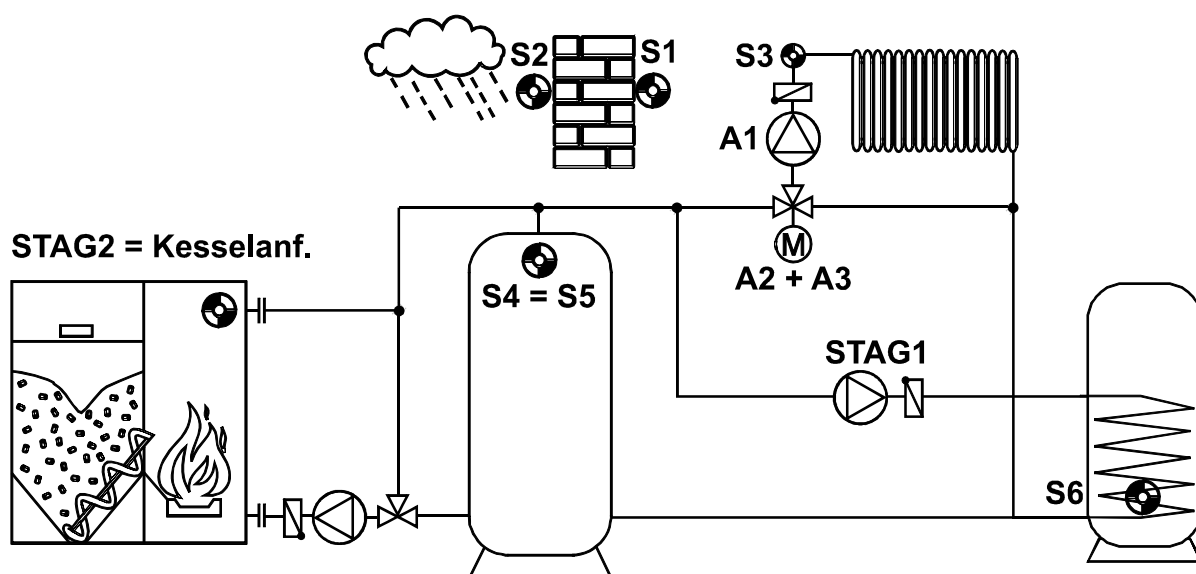 S2
S1
S3
A1
STAG2 = Kesselanf.
M
A2 + A3
S4 = S5
STAG1
S6